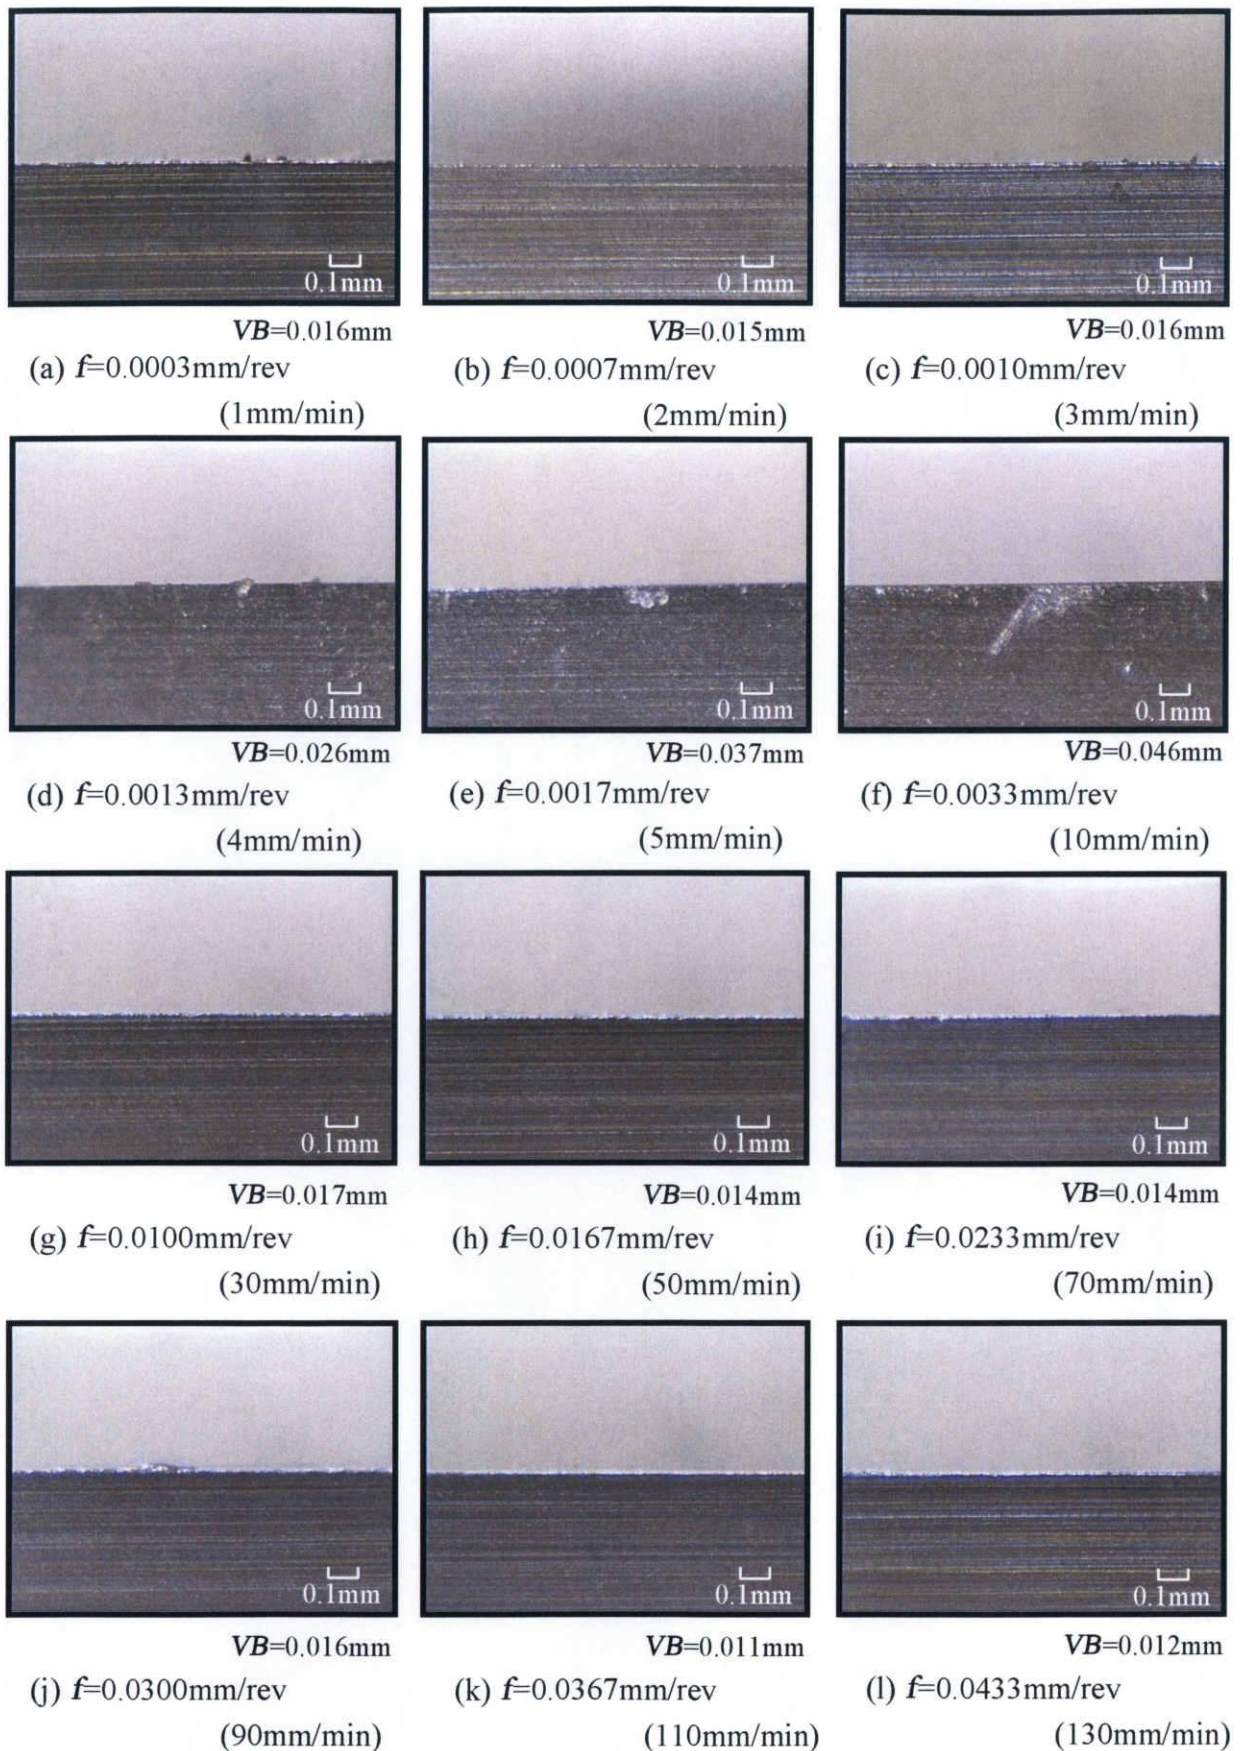 0.1mm 0.1mm 0.1mm
VB=0.016mm VB=0.015mm VB=0.016mm
(a) f=0.0003mm/rev (b) f=0.0007mm/rev (c) f=0.0010mm/rev
(1mm/min) (2mm/min) (3mm/min)
0.1mm 0.1mm 0.1mm
VB=0.026mm VB=0.037mm VB=0.046mm
(d) f=0.0013mm/rev (e) f=0.0017mm/rev (f) f=0.0033mm/rev
(4mm/min) (5mm/min) (10mm/min)
0.1mm 0.1mm 0.1mm
VB=0.017mm VB=0.014mm VB=0.014mm
(g) f=0.0100mm/rev (h) f=0.0167mm/rev (i) f=0.0233mm/rev
(30mm/min) (50mm/min) (70mm/min)
0.1mm 0.1mm 0.1mm
VB=0.016mm VB=0.011mm VB=0.012mm
(j) f=0.0300mm/rev (k) f=0.0367mm/rev (l) f=0.0433mm/rev
(90mm/min) (110mm/min) (130mm/min)